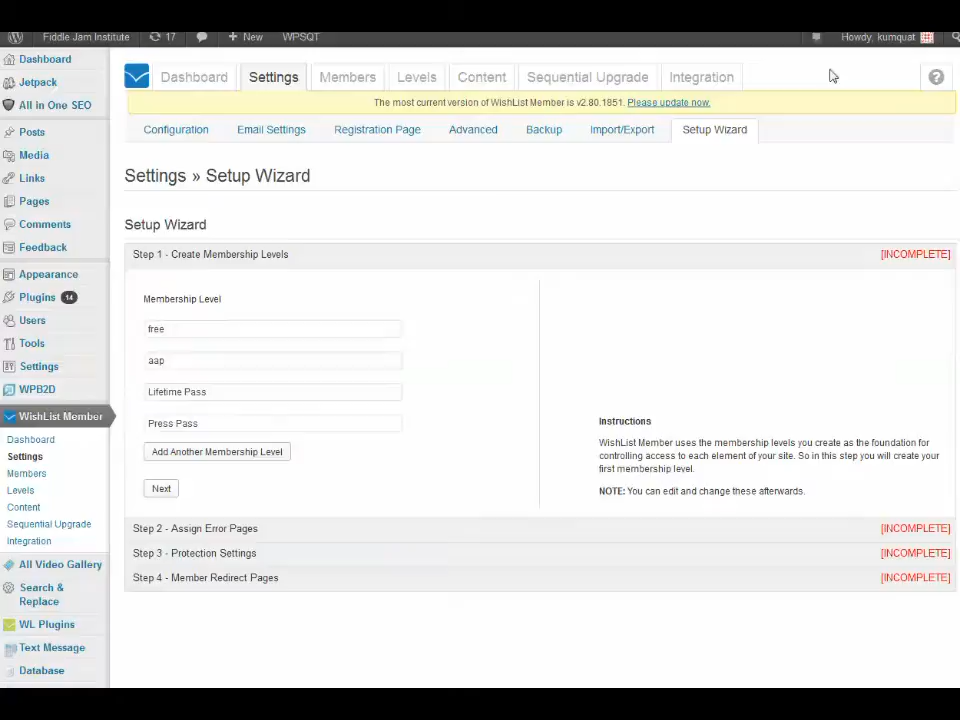 Fiddle Jam Institute 17 + New WPSQT Howdy, kumquat
Dashboard
Jetpack
All in One SEO
Posts
Media
Links
Pages
Comments
Feedback
Appearance
Plugins 14
Users
Tools
Settings
WPB2D
WishList Member
Dashboard
Settings
Members
Levels
Content
Sequential Upgrade
Integration
All Video Gallery
Search &
Replace
WL Plugins
Text Message
Database
Dashboard Settings Members Levels Content Sequential Upgrade Integration ?
The most current version of WishList Member is v2.80.1851. Please update now.
Configuration Email Settings Registration Page Advanced Backup Import/Export Setup Wizard
Settings » Setup Wizard
Setup Wizard
Step 1 - Create Membership Levels [INCOMPLETE]
Membership Level
free
aap
Lifetime Pass
Press Pass
Add Another Membership Level
Next
Instructions
WishList Member uses the membership levels you create as the foundation for
controlling access to each element of your site. So in this step you will create your
first membership level.
NOTE: You can edit and change these afterwards.
Step 2 - Assign Error Pages [INCOMPLETE]
Step 3 - Protection Settings [INCOMPLETE]
Step 4 - Member Redirect Pages [INCOMPLETE]